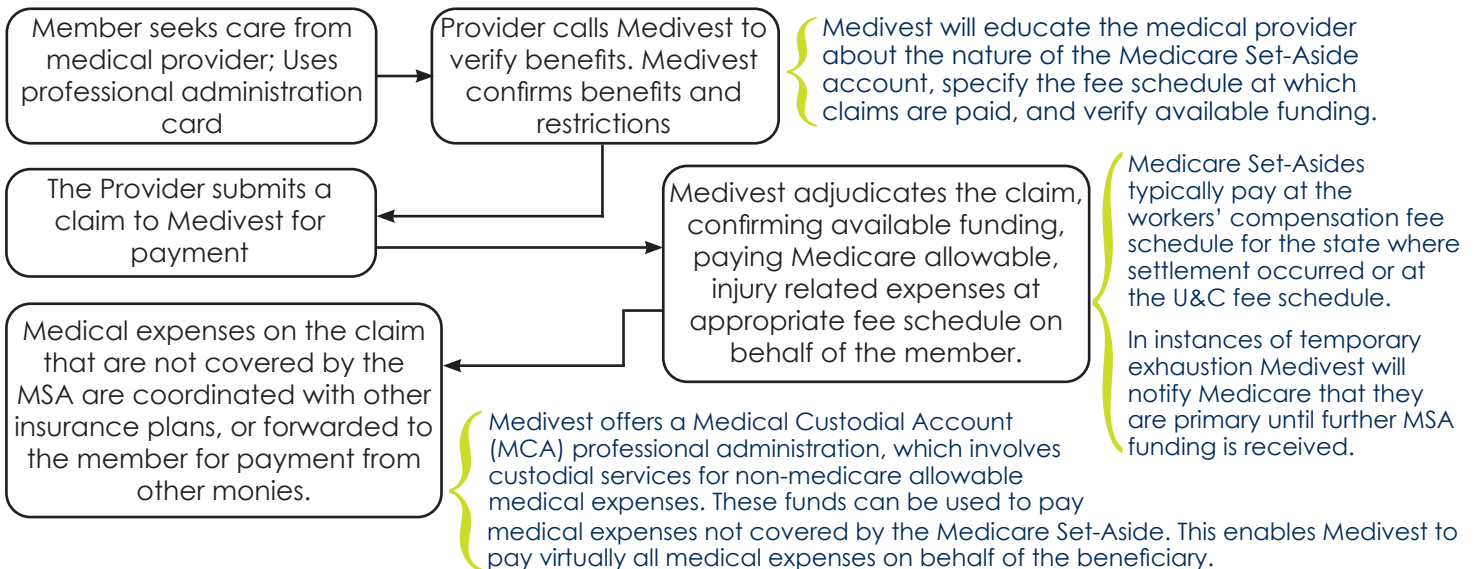 Member seeks care from
medical provider; Uses
professional administration
card
Provider calls Medivest to
verify benefits. Medivest
confirms benefits and
restrictions
Medivest will educate the medical provider
about the nature of the Medicare Set-Aside
account, specify the fee schedule at which
claims are paid, and verify available funding.
The Provider submits a
claim to Medivest for
payment
Medivest adjudicates the claim,
confirming available funding,
paying Medicare allowable,
injury related expenses at
appropriate fee schedule on
behalf of the member.
Medicare Set-Asides
typically pay at the
workers’ compensation fee
schedule for the state where
settlement occurred or at
the U&C fee schedule.
In instances of temporary
exhaustion Medivest will
notify Medicare that they
are primary until further MSA
funding is received.
Medical expenses on the claim
that are not covered by the
MSA are coordinated with other
insurance plans, or forwarded to
the member for payment from
other monies.
Medivest offers a Medical Custodial Account
(MCA) professional administration, which involves
custodial services for non-medicare allowable
medical expenses. These funds can be used to pay
medical expenses not covered by the Medicare Set-Aside. This enables Medivest to
pay virtually all medical expenses on behalf of the beneficiary.